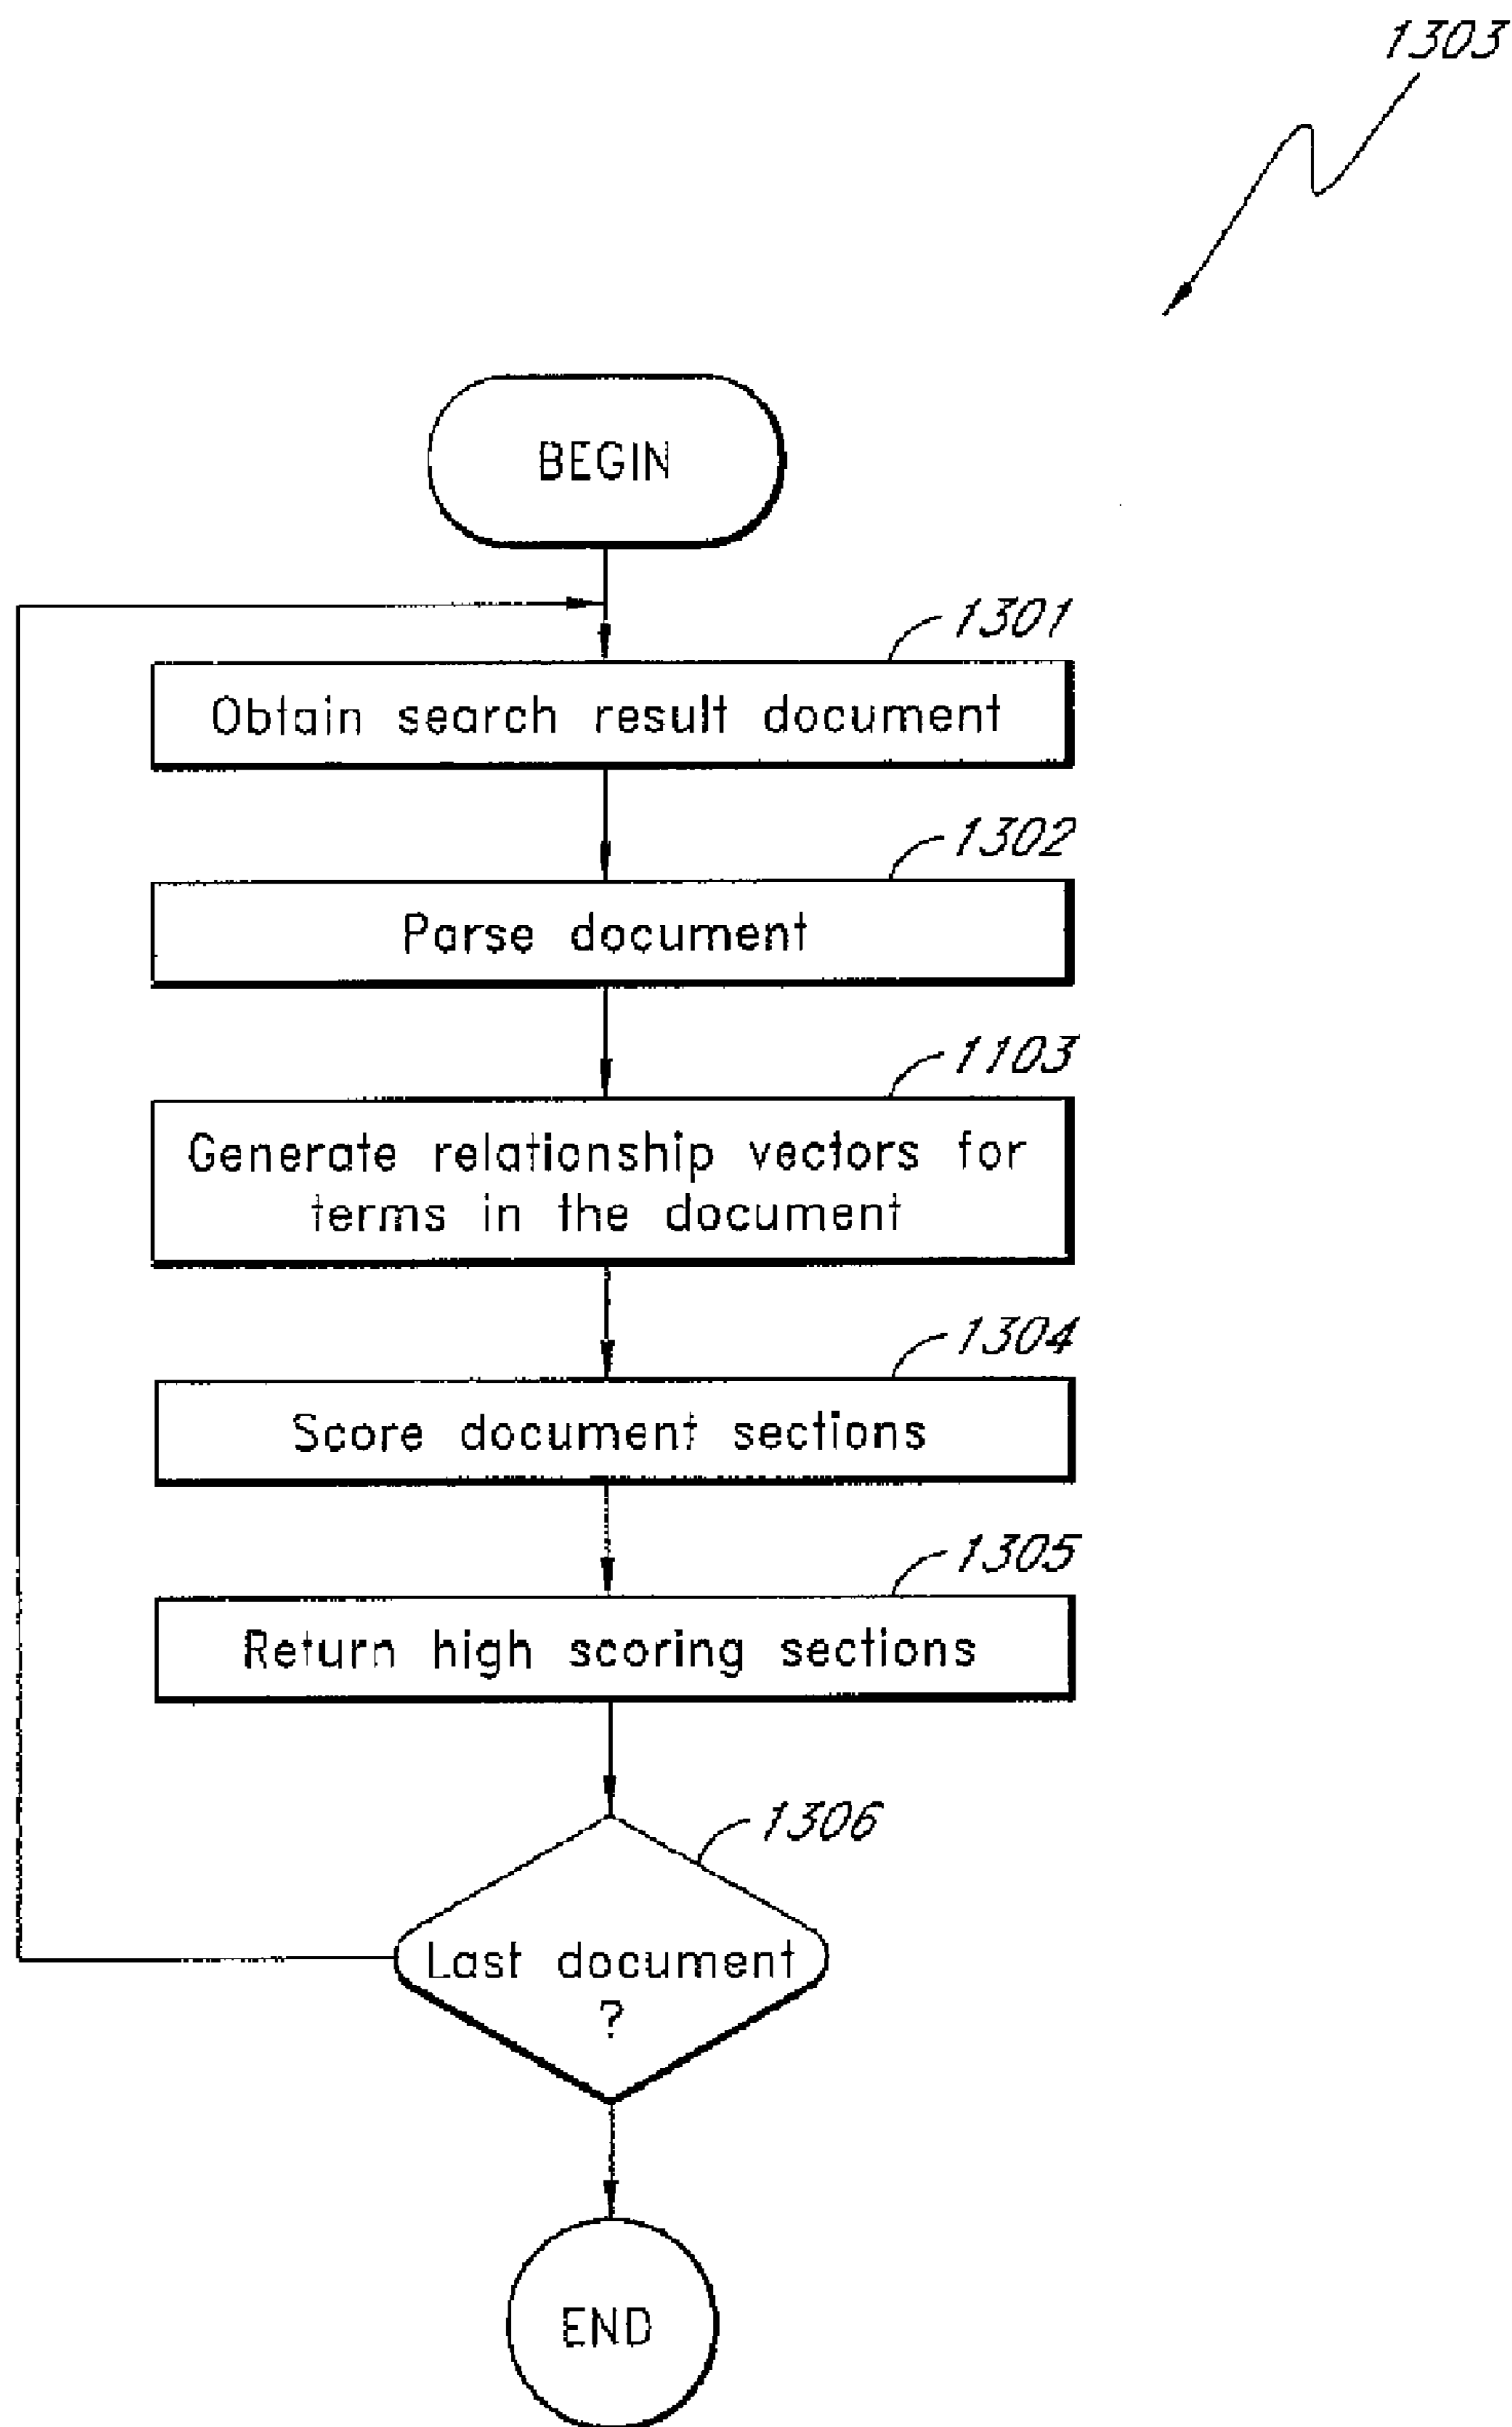 1303
BEGIN
1301
Obtain search result document
1302
Parse document
1103
Generate relationship vectors for
terms in the document
1304
Score document sections
1305
Return high scoring sections
1306
Last document
?
END